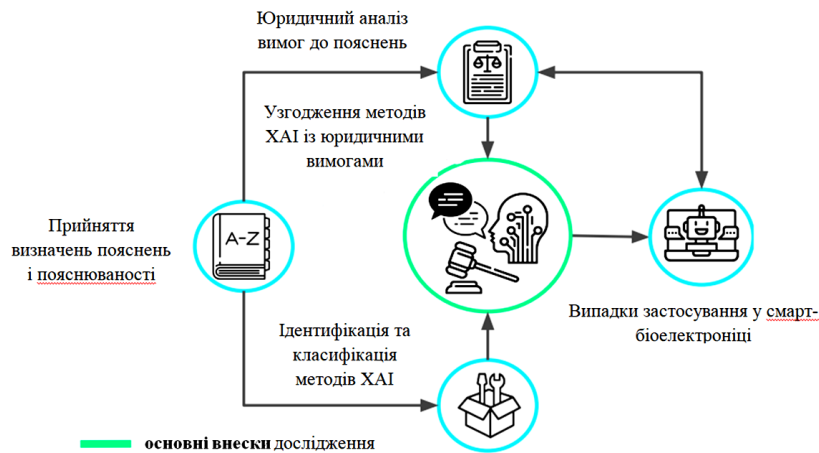 Юридичний аналіз
вимог до пояснень
Узгодження методів
XAI із юридичними
вимогами
Прийняття
визначень пояснень
і пояснюваності
A-Z
Ідентифікація та
класифікація
методів XAI
Випадки застосування у смарт-
біоелектроніці
основні внески дослідження